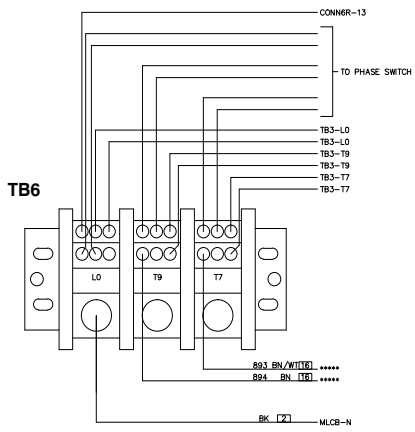 CONN6R-13
TO PHASE SWITCH
TB3-L0
TB3-L0
TB3-T9
TB3-T9
TB3-T7
TB3-T7
TB6
L0 T9 T7
893 BN/WT 16 *****
894 BN 16 *****
BK 2 MLCB-N